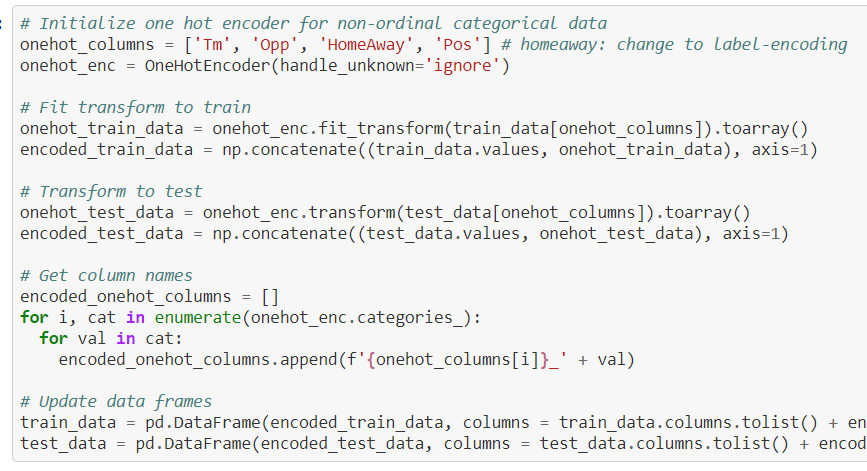 # Initialize one hot encoder for non-ordinal categorical data
onehot_columns = ['Tm', 'Opp', 'HomeAway', 'Pos'] # homeaway: change to label-encoding
onehot_enc = OneHotEncoder(handle_unknown='ignore')
# Fit transform to train
onehot_train_data = onehot_enc.fit_transform(train_data[onehot_columns]).toarray()
encoded_train_data = np.concatenate((train_data.values, onehot_train_data), axis=1)
# Transform to test
onehot_test_data = onehot_enc.transform(test_data[onehot_columns]).toarray()
encoded_test_data = np.concatenate((test_data.values, onehot_test_data), axis=1)
# Get column names
encoded_onehot_columns = []
for i, cat in enumerate(onehot_enc.categories_):
  for val in cat:
    encoded_onehot_columns.append(f'{onehot_columns[i]}_' + val)
# Update data frames
train_data = pd.DataFrame(encoded_train_data, columns = train_data.columns.tolist() + en
test_data = pd.DataFrame(encoded_test_data, columns = test_data.columns.tolist() + encod